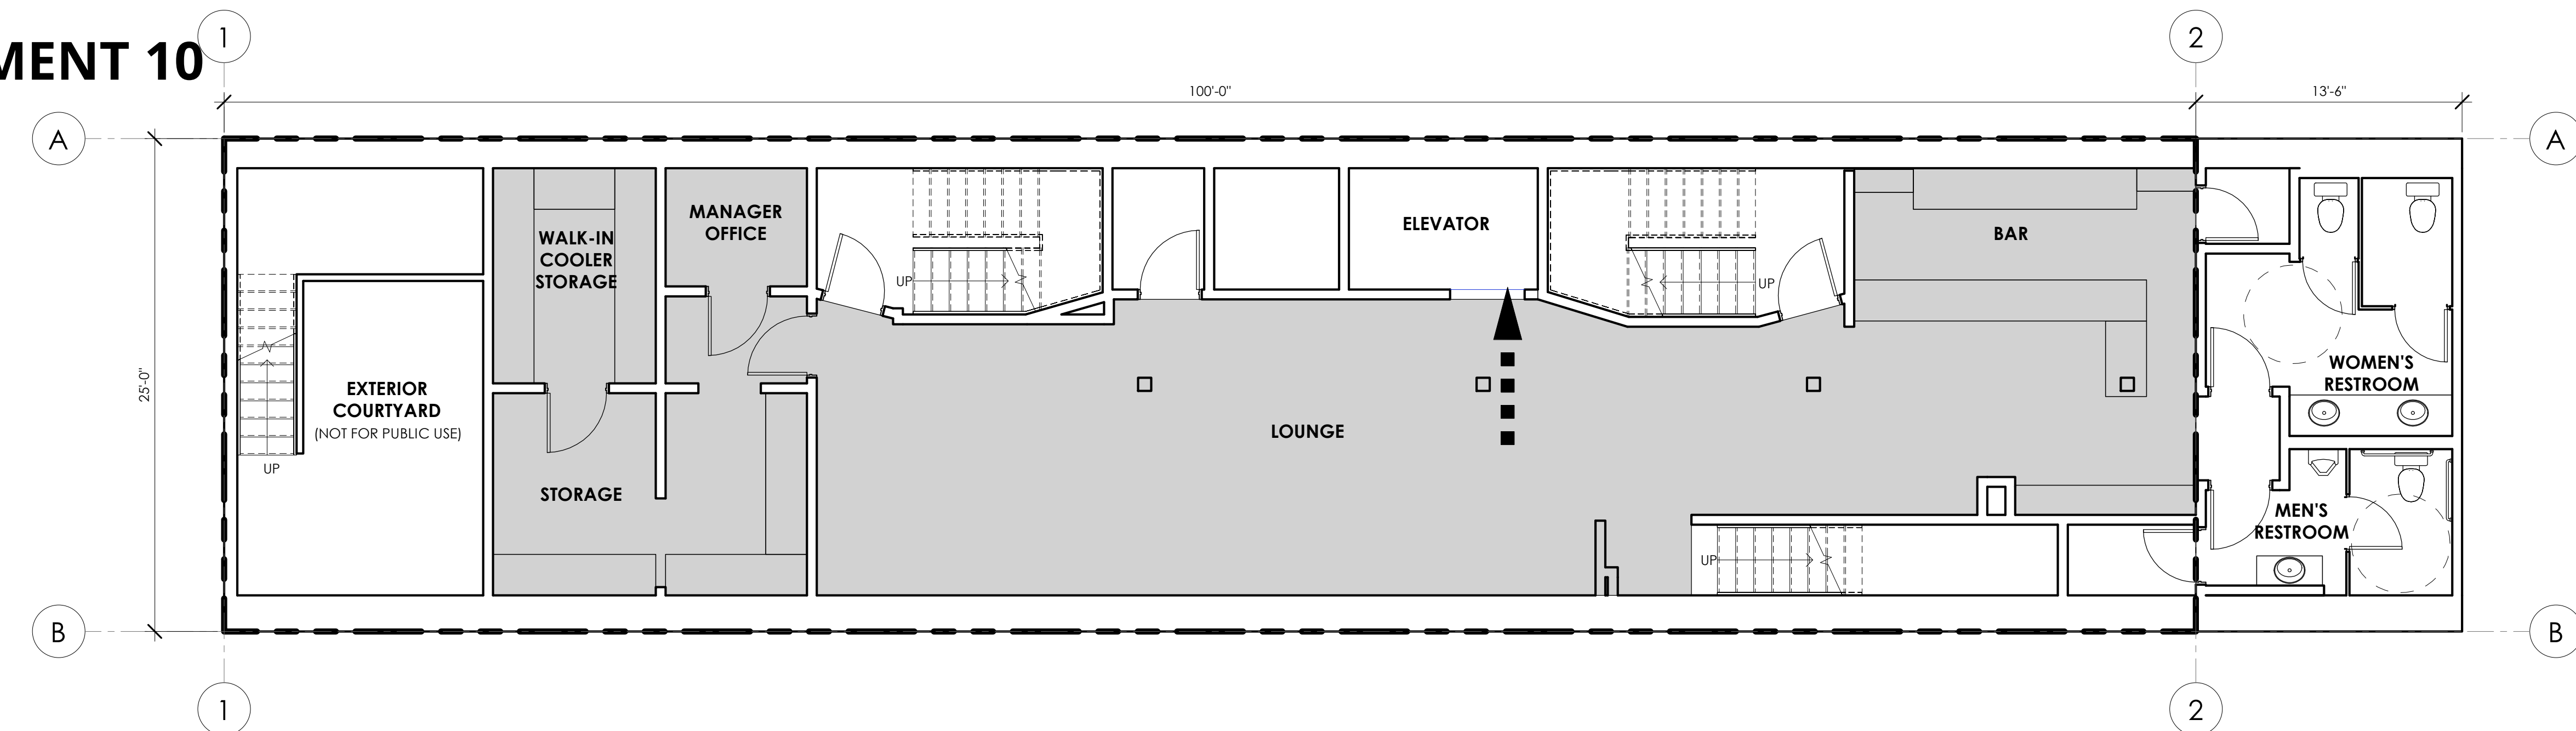 1
2
MENT 10
100'-0"
13'-6"
A
A
MANAGER
OFFICE
WALK-IN
COOLER
STORAGE
ELEVATOR
BAR
UP
UP
EXTERIOR
COURTYARD
(NOT FOR PUBLIC USE)
25'-0"
WOMEN'S
RESTROOM
LOUNGE
UP
STORAGE
MEN'S
RESTROOM
UP
B
B
1
2